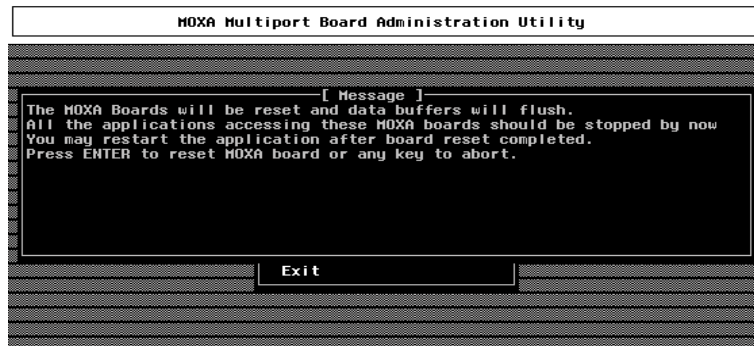 MOXA Multiport Board Administration Utility
[ Message ]
The MOXA Boards will be reset and data buffers will flush.
All the applications accessing these MOXA boards should be stopped by now
You may restart the application after board reset completed.
Press ENTER to reset MOXA board or any key to abort.
Exit